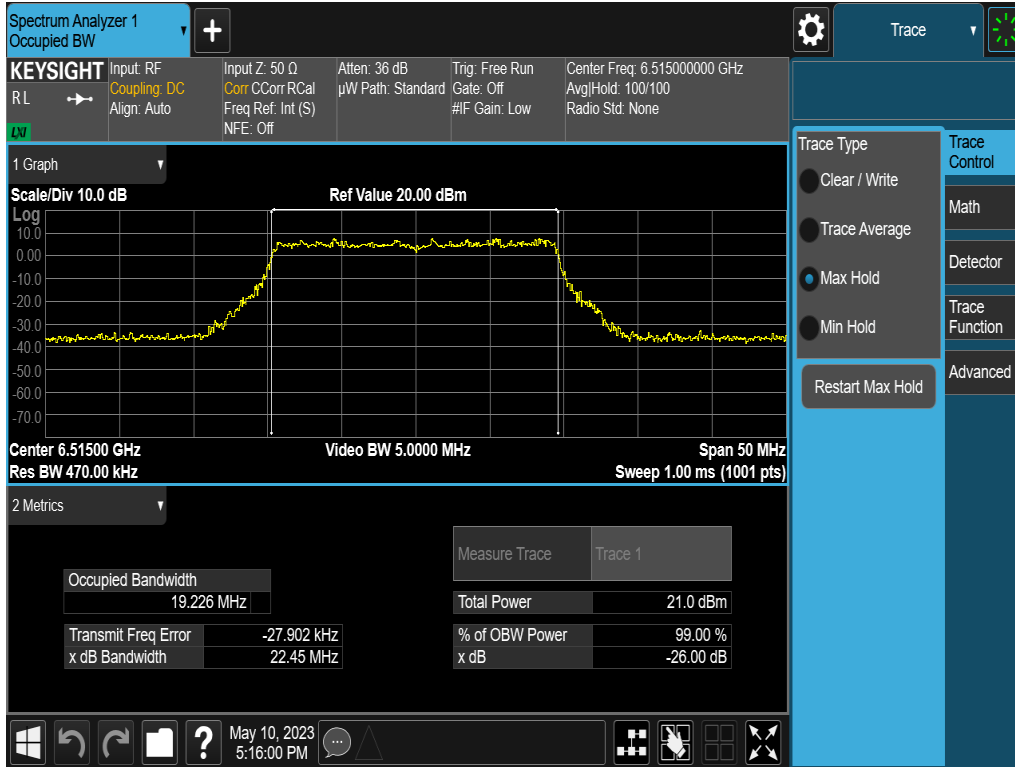 Spectrum Analyzer 1
Occupied BW
+
Trace
KEYSIGHT
R L
LXI
Input: RF
Coupling: DC
Align: Auto
Input Z: 50 Ω
Corr CCorr RCal
Freq Ref: Int (S)
NFE: Off
Atten: 36 dB
µW Path: Standard
Trig: Free Run
Gate: Off
#IF Gain: Low
Center Freq: 6.515000000 GHz
Avg|Hold: 100/100
Radio Std: None
1 Graph
Scale/Div 10.0 dB
Ref Value 20.00 dBm
Log
10.0
0.00
-10.0
-20.0
-30.0
-40.0
-50.0
-60.0
-70.0
Center 6.51500 GHz
Video BW 5.0000 MHz
Span 50 MHz
Res BW 470.00 kHz
Sweep 1.00 ms (1001 pts)
2 Metrics
Measure Trace
Trace 1
Occupied Bandwidth
19.226 MHz
Total Power
21.0 dBm
Transmit Freq Error
-27.902 kHz
% of OBW Power
99.00 %
x dB Bandwidth
22.45 MHz
x dB
-26.00 dB
Trace Type
Clear / Write
Trace Average
Max Hold
Min Hold
Restart Max Hold
Trace
Control
Math
Detector
Trace
Function
Advanced
?
May 10, 2023
5:16:00 PM